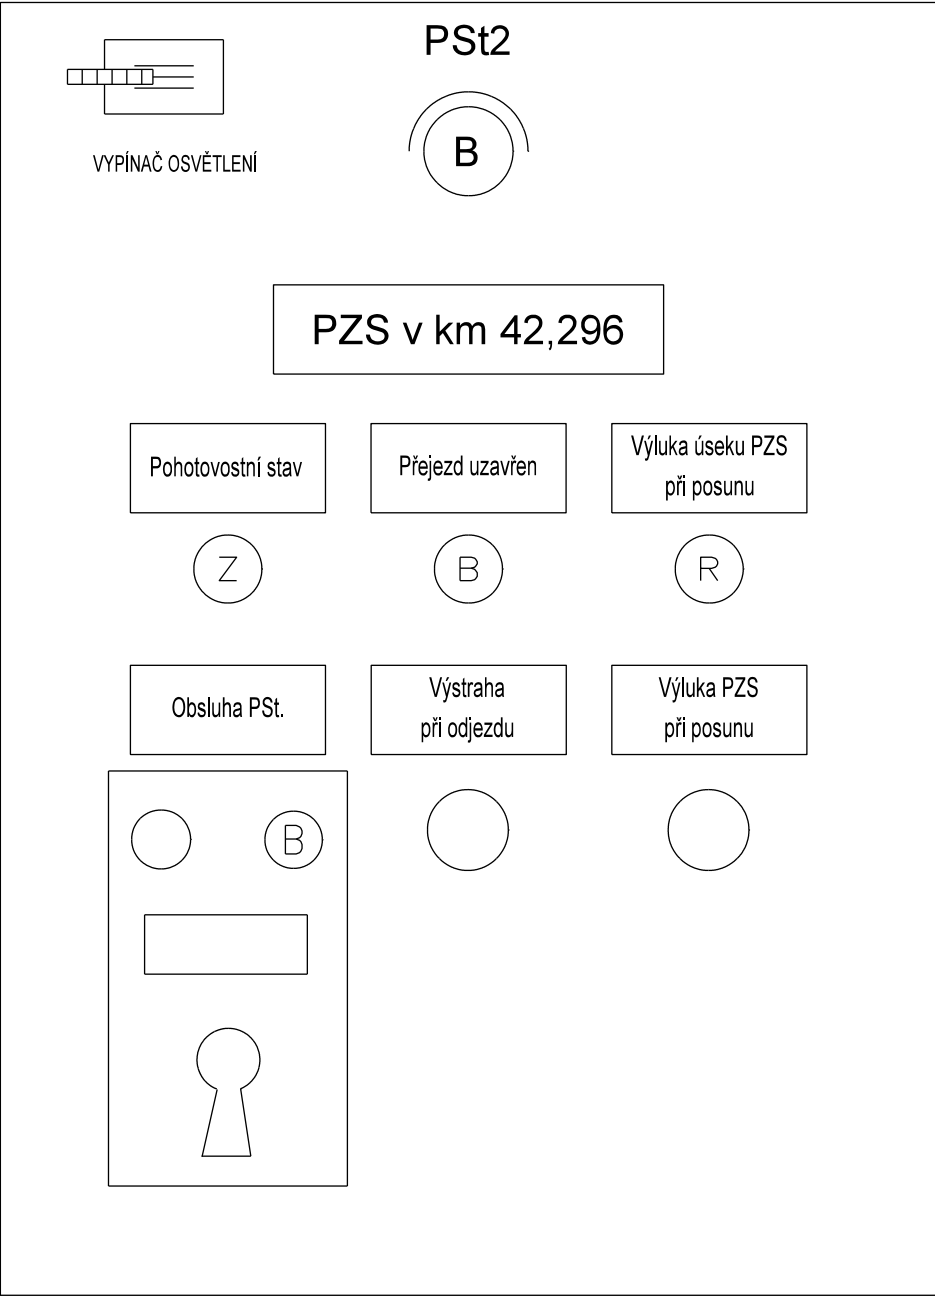 PSt2
B
VYPÍNAČ OSVĚTLENÍ
PZS v km 42,296
Pohotovostní stav
Přejezd uzavřen
Výluka úseku PZS
při posunu
Z
B
R
Obsluha PSt.
Výstraha
při odjezdu
Výluka PZS
při posunu
B